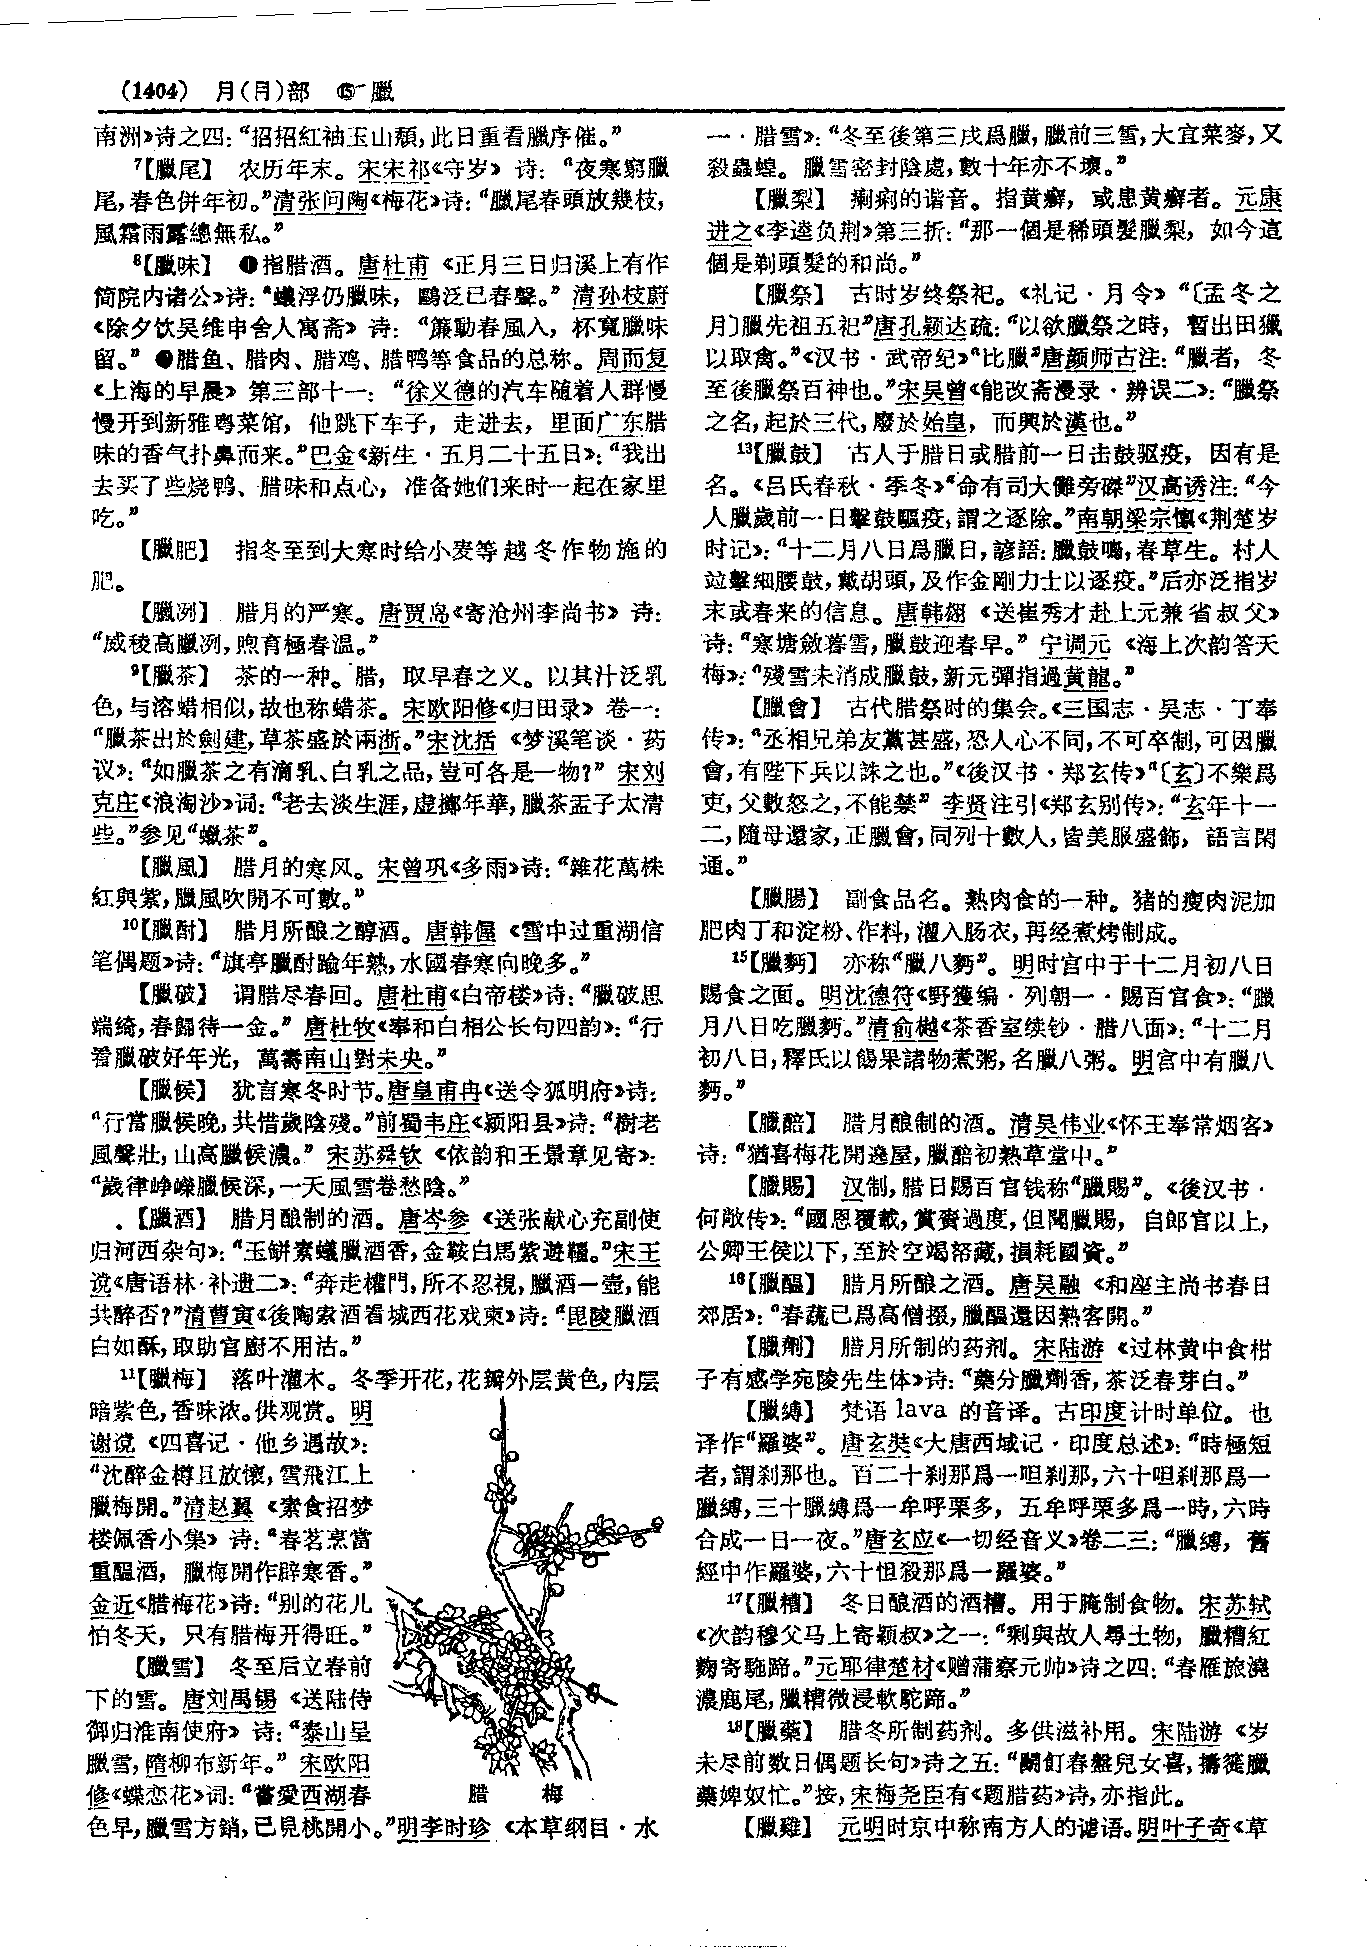 (1404) 月(⺼)部 ⑮ 臘
南洲》诗之四：“招招紅袖玉山頹，此日重看臘序催。”
7【臘尾】 农历年末。宋宋祁《守岁》诗：“夜寒窮臘
尾，春色併年初。”清张问陶《梅花》诗：“臘尾春頭放幾枝，
風霜雨露總無私。”
8【臘味】 ❶指腊酒。唐杜甫《正月三日归溪上有作
简院内诸公》诗：“蟻浮仍臘味，鷗泛已春聲。”清孙枝蔚
《除夕饮吴维申舍人寓斋》诗：“簾動春風入，杯寬臘味
留。”❷腊鱼、腊肉、腊鸡、腊鸭等食品的总称。周而复
《上海的早晨》第三部十一：“徐义德的汽车随着人群慢
慢开到新雅粤菜馆，他跳下车子，走进去，里面广东腊
味的香气扑鼻而来。”巴金《新生·五月二十五日》：“我出
去买了些烧鸭、腊味和点心，准备她们来时一起在家里
吃。”
【臘肥】 指冬至到大寒时给小麦等越冬作物施的
肥。
【臘冽】 腊月的严寒。唐贾岛《寄沧州李尚书》诗：
“威稜高臘冽，煦育極春温。”
9【臘茶】 茶的一种。腊，取早春之义。以其汁泛乳
色，与溶蜡相似，故也称蜡茶。宋欧阳修《归田录》卷一：
“臘茶出於劍建，草茶盛於兩浙。”宋沈括《梦溪笔谈·药
议》：“如臘茶之有滴乳、白乳之品，豈可各是一物？”宋刘
克庄《浪淘沙》词：“老去淡生涯，虚擲年華，臘茶盂子太清
些。”参见“蠟茶”。
【臘風】 腊月的寒风。宋曾巩《多雨》诗：“雜花萬株
紅與紫，臘風吹開不可數。”
10【臘酎】 腊月所酿之醇酒。唐韩偓《雪中过重湖信
笔偶题》诗：“旗亭臘酎踰年熟，水國春寒向晚多。”
【臘破】 谓腊尽春回。唐杜甫《白帝楼》诗：“臘破思
端綺，春歸待一金。”唐杜牧《奉和白相公长句四韵》：“行
看臘破好年光，萬壽南山對未央。”
【臘候】 犹言寒冬时节。唐皇甫冉《送令狐明府》诗：
“行當臘候晚，共惜歲陰殘。”前蜀韦庄《颍阳县》诗：“樹老
風聲壯，山高臘候濃。”宋苏舜钦《依韵和王景章见寄》：
“歲律峥嶸臘候深，一天風雪卷愁陰。”
【臘酒】 腊月酿制的酒。唐岑参《送张献心充副使
归河西杂句》：“玉缾素蟻臘酒香，金鞍白馬紫遊韁。”宋王
谠《唐语林·补遗二》：“奔走權門，所不忍視，臘酒一壺，能
共醉否？”清曹寅《後陶索酒看城西花戏柬》诗：“毘陵臘酒
白如酥，取助官廚不用沽。”
11【臘梅】 落叶灌木。冬季开花，花瓣外层黄色，内层
暗紫色，香味浓。供观赏。明
谢谠《四喜记·他乡遇故》：
“沈醉金樽且放懷，雪飛江上
臘梅開。”清赵翼《素食招梦
楼佩香小集》诗：“春茗烹當
重醖酒，臘梅開作辟寒香。”
金近《腊梅花》诗：“别的花儿
怕冬天，只有腊梅开得旺。”
【臘雪】 冬至后立春前
下的雪。唐刘禹锡《送陆侍
御归淮南使府》诗：“泰山呈
臘雪，隋柳布新年。”宋欧阳
修《蝶恋花》词：“嘗愛西湖春
腊 梅
色早，臘雪方銷，已見桃開小。”明李时珍《本草纲目·水
一·腊雪》：“冬至後第三戌爲臘，臘前三雪，大宜菜麥，又
殺蟲蝗。臘雪密封陰處，數十年亦不壞。”
【臘梨】 瘌痢的谐音。指黄癣，或患黄癣者。元康
进之《李逵负荆》第三折：“那一個是稀頭髮臘梨，如今這
個是剃頭髮的和尚。”
【臘祭】 古时岁终祭祀。《礼记·月令》“〔孟冬之
月〕臘先祖五祀”唐孔颖达疏：“以欲臘祭之時，暫出田獵
以取禽。”《汉书·武帝纪》“比臘”唐颜师古注：“臘者，冬
至後臘祭百神也。”宋吴曾《能改斋漫录·辨误二》：“臘祭
之名，起於三代，廢於始皇，而興於漢也。”
13【臘鼓】 古人于腊日或腊前一日击鼓驱疫，因有是
名。《吕氏春秋·季冬》“命有司大儺旁磔”汉高诱注：“今
人臘歲前一日擊鼓驅疫，謂之逐除。”南朝梁宗懔《荆楚岁
时记》：“十二月八日爲臘日，諺語：臘鼓鳴，春草生。村人
竝擊細腰鼓，戴胡頭，及作金剛力士以逐疫。”后亦泛指岁
末或春来的信息。唐韩翃《送崔秀才赴上元兼省叔父》
诗：“寒塘斂暮雪，臘鼓迎春早。”宁调元《海上次韵答天
梅》：“殘雪未消成臘鼓，新元彈指過黄龍。”
【臘會】 古代腊祭时的集会。《三国志·吴志·丁奉
传》：“丞相兄弟友黨甚盛，恐人心不同，不可卒制，可因臘
會，有陛下兵以誅之也。”《後汉书·郑玄传》“〔玄〕不樂爲
吏，父數怒之，不能禁”李贤注引《郑玄别传》：“玄年十一
二，隨母還家，正臘會，同列十數人，皆美服盛飾，語言閑
通。”
【臘腸】 副食品名。熟肉食的一种。猪的瘦肉泥加
肥肉丁和淀粉、作料，灌入肠衣，再经煮烤制成。
15【臘麪】 亦称“臘八麪”。明时宫中于十二月初八日
赐食之面。明沈德符《野獲编·列朝一·赐百官食》：“臘
月八日吃臘麪。”清俞樾《茶香室续钞·腊八面》：“十二月
初八日，釋氏以餳果諸物煮粥，名臘八粥。明宫中有臘八
麪。”
【臘醅】 腊月酿制的酒。清吴伟业《怀王奉常烟客》
诗：“猶喜梅花開遶屋，臘醅初熟草堂中。”
【臘賜】 汉制，腊日赐百官钱称“臘賜”。《後汉书·
何敞传》：“國恩覆載，賞賚過度，但聞臘賜，自郎官以上，
公卿王侯以下，至於空竭帑藏，損耗國資。”
16【臘醖】 腊月所酿之酒。唐吴融《和座主尚书春日
郊居》：“春蔬已爲高僧掇，臘醖還因熟客開。”
【臘劑】 腊月所制的药剂。宋陆游《过林黄中食柑
子有感学宛陵先生体》诗：“藥分臘劑香，茶泛春芽白。”
【臘縛】 梵语 lava 的音译。古印度计时单位。也
译作“羅婆”。唐玄奘《大唐西域记·印度总述》：“時極短
者，謂刹那也。百二十刹那爲一呾刹那，六十呾刹那爲一
臘縛，三十臘縛爲一牟呼栗多，五牟呼栗多爲一時，六時
合成一日一夜。”唐玄应《一切经音义》卷二三：“臘縛，舊
經中作羅婆，六十怛殺那爲一羅婆。”
17【臘糟】 冬日酿酒的酒糟。用于腌制食物。宋苏轼
《次韵穆父马上寄颖叔》之一：“剩與故人尋土物，臘糟紅
麴寄駞蹄。”元耶律楚材《赠蒲察元帅》诗之四：“春雁旅澆
濃鹿尾，臘糟微浸軟駝蹄。”
18【臘藥】 腊冬所制药剂。多供滋补用。宋陆游《岁
未尽前数日偶题长句》诗之五：“鬭飣春盤兒女喜，擣簁臘
藥婢奴忙。”按，宋梅尧臣有《题腊药》诗，亦指此。
【臘雞】 元明时京中称南方人的谑语。明叶子奇《草